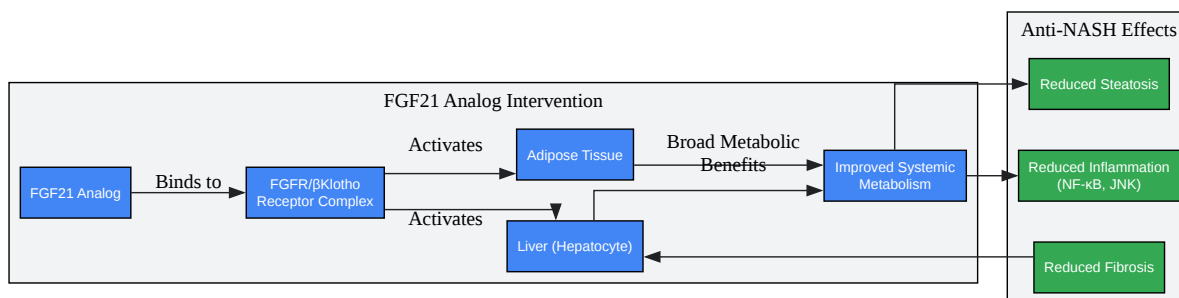 Anti-NASH Effects
Reduced Steatosis
FGF21 Analog Intervention
Activates
Adipose Tissue
Broad Metabolic
Benefits
FGF21 Analog
Binds to
FGFR/βKlotho
Receptor Complex
Improved Systemic
Metabolism
Reduced Inflammation
(NF-κB, JNK)
Activates
Liver (Hepatocyte)
Reduced Fibrosis